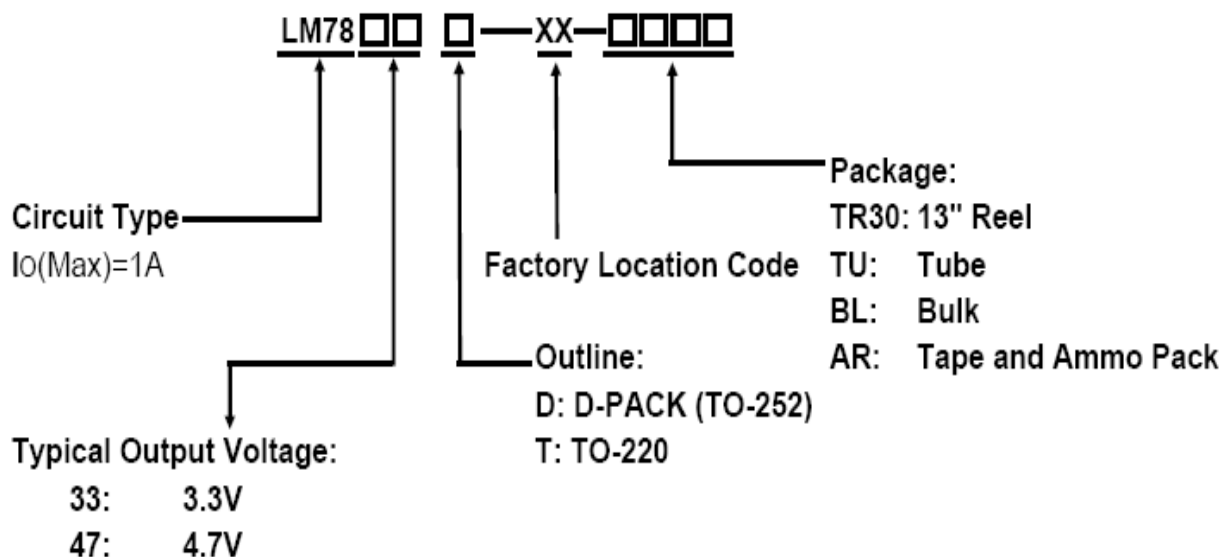 LM78□□ □—XX—□□□□
Circuit Type
IO(Max)=1A
Factory Location Code
Package:
TR30: 13" Reel
TU: Tube
BL: Bulk
AR: Tape and Ammo Pack
Outline:
D: D-PACK (TO-252)
T: TO-220
Typical Output Voltage:
33: 3.3V
47: 4.7V